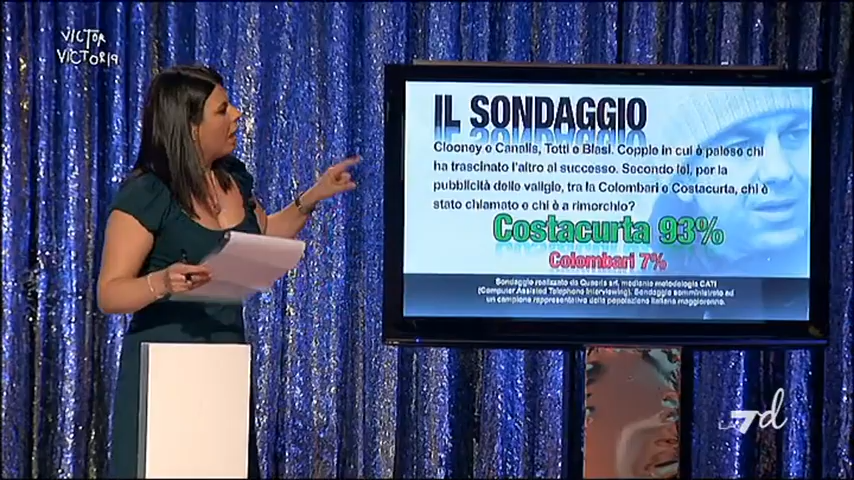 VICTOR
VICTORIA
IL SONDAGGIO
Clooney e Canalis, Totti e Blasi. Coppie in cui è palese chi
ha trascinato l'altro al successo. Secondo lei, per la
pubblicità delle valigie, tra la Colombari e Costacurta, chi è
stato chiamato e chi è a rimorchio?
Costacurta 93%
Colombari 7%
Sondaggio realizzato da Quaeris srl, mediante metodologia CATI
(Computer Assisted Telephone Interviewing). Sondaggio somministrato ad
un campione rappresentativo della popolazione italiana maggiorenne.
La7d